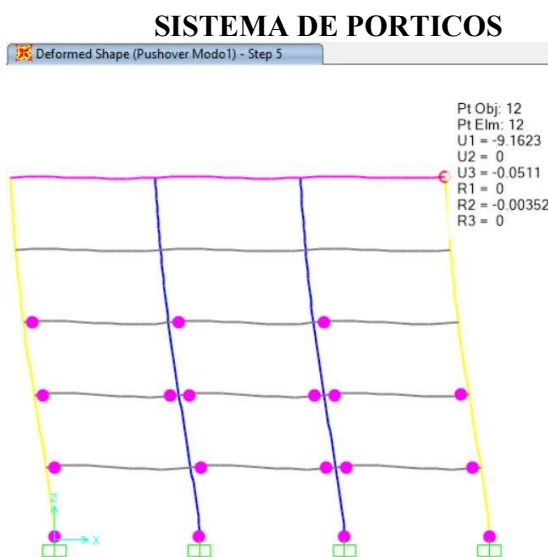 SISTEMA DE PORTICOS
Deformed Shape (Pushover Modo1) - Step 5
Pt Obj: 12
Pt Elm: 12
U1 = -9.1623
U2 = 0
U3 = -0.0511
R1 = 0
R2 = -0.00352
R3 = 0
Z
X